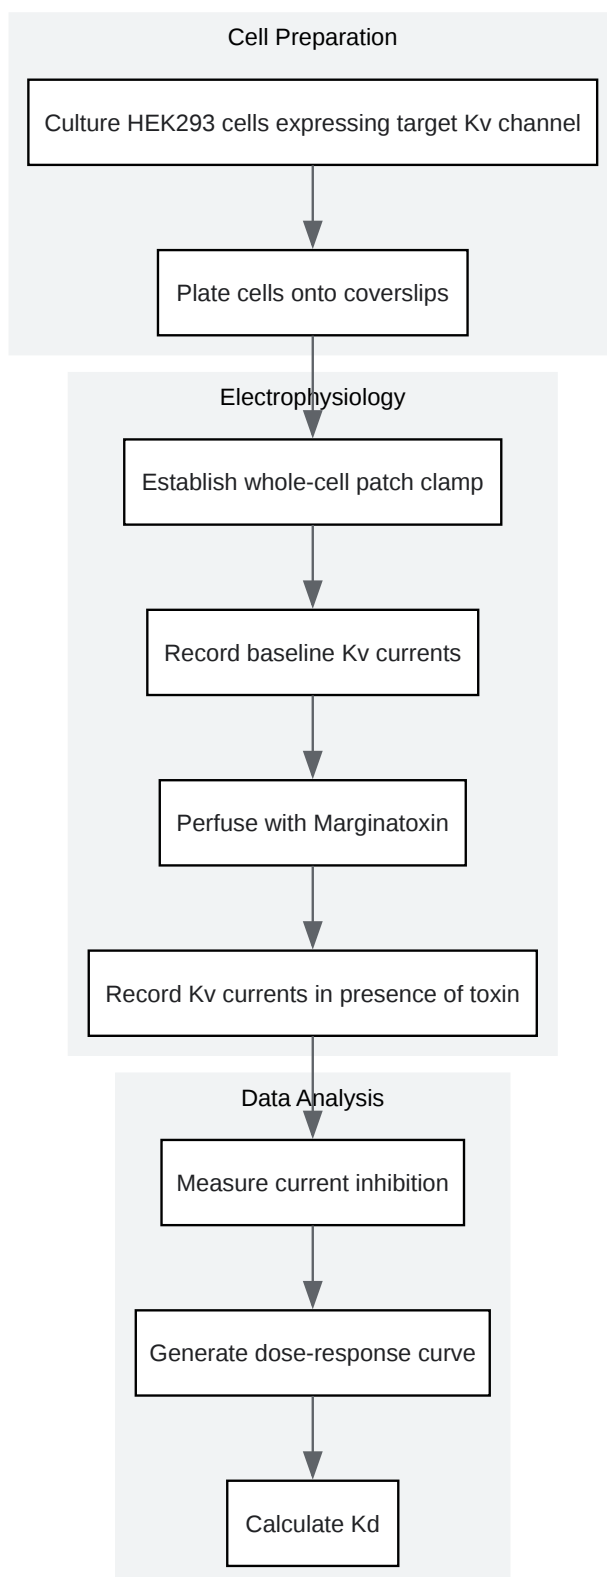 Cell Preparation
Culture HEK293 cells expressing target Kv channel
Plate cells onto coverslips
Electrophysiology
Establish whole-cell patch clamp
Record baseline Kv currents
Perfuse with Marginatoxin
Record Kv currents in presence of toxin
Data Analysis
Measure current inhibition
Generate dose-response curve
Calculate Kd